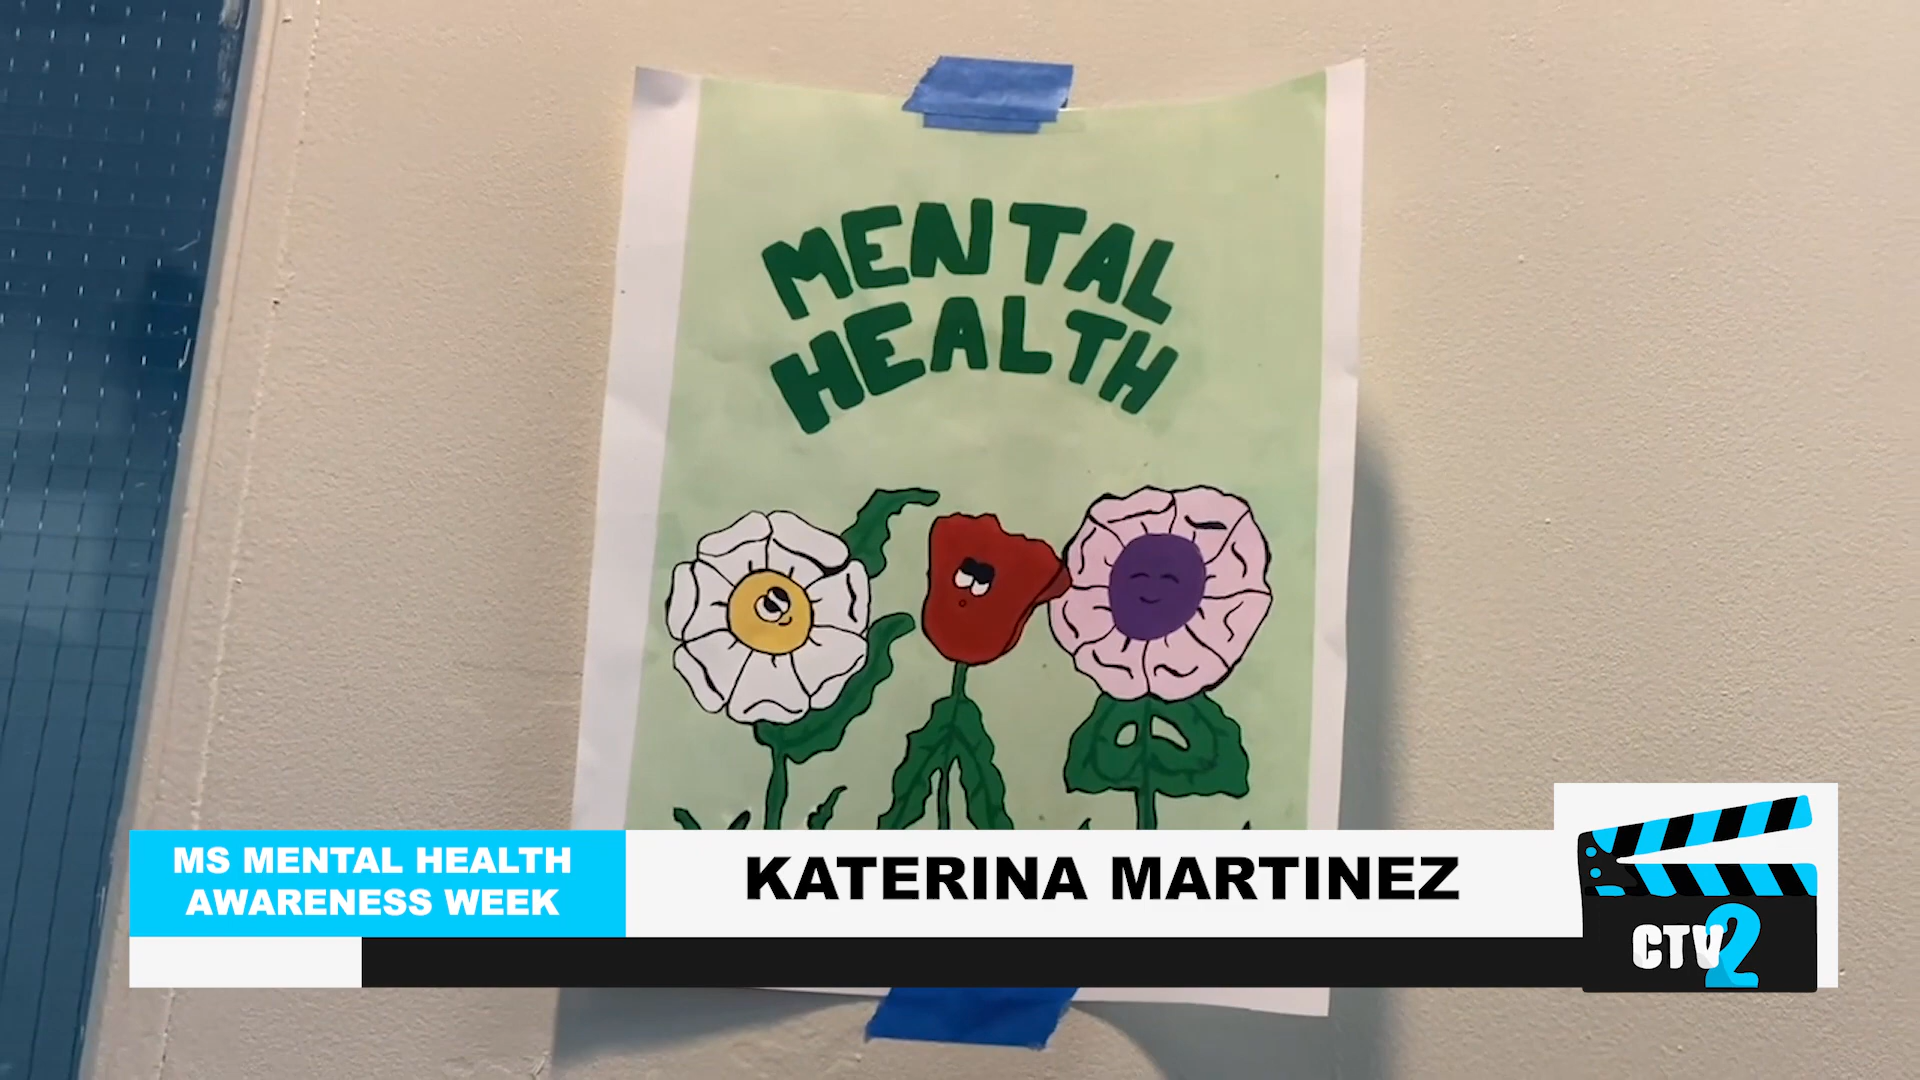 MENTAL
HEALTH
MS MENTAL HEALTH
AWARENESS WEEK
KATERINA MARTINEZ
CTV2